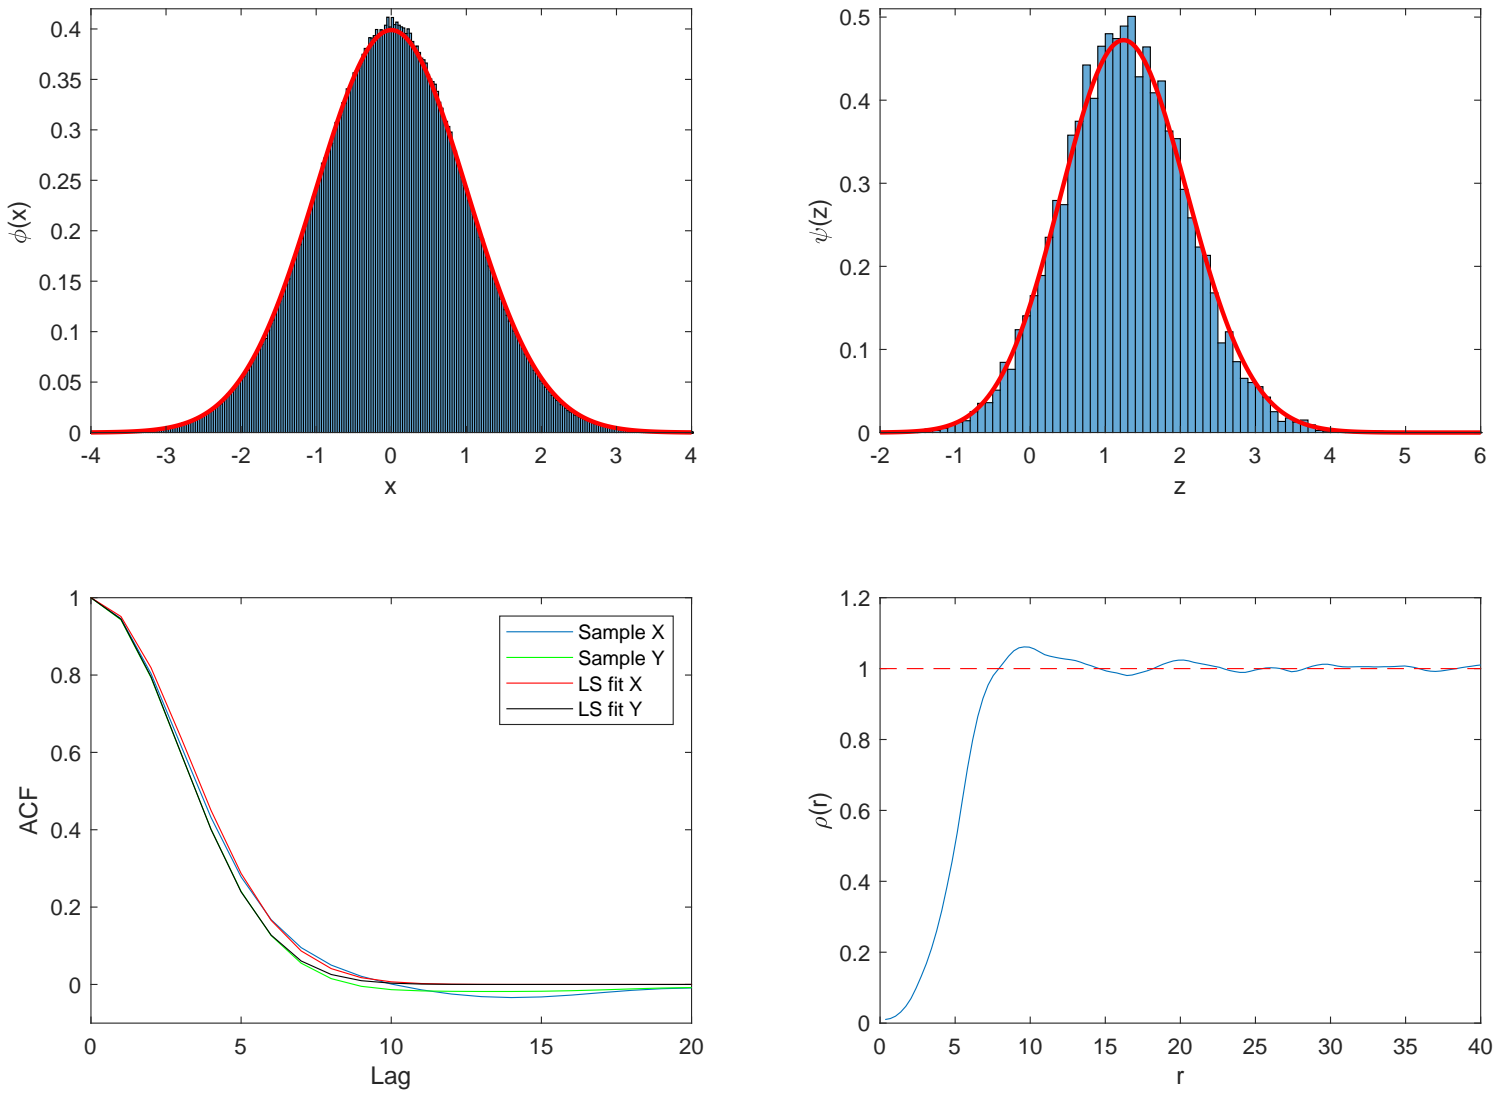 0.4
0.35
0.3
0.25
0.2
0.15
0.1
0.05
0
ϕ(x)
-4 -3 -2 -1 0 1 2 3 4
x
0.5
0.4
0.3
0.2
0.1
0
ψ(z)
-2 -1 0 1 2 3 4 5 6
z
1
0.8
0.6
0.4
0.2
0
ACF
Sample X
Sample Y
LS fit X
LS fit Y
0 5 10 15 20
Lag
1.2
1
0.8
0.6
0.4
0.2
0
ρ(r)
0 5 10 15 20 25 30 35 40
r